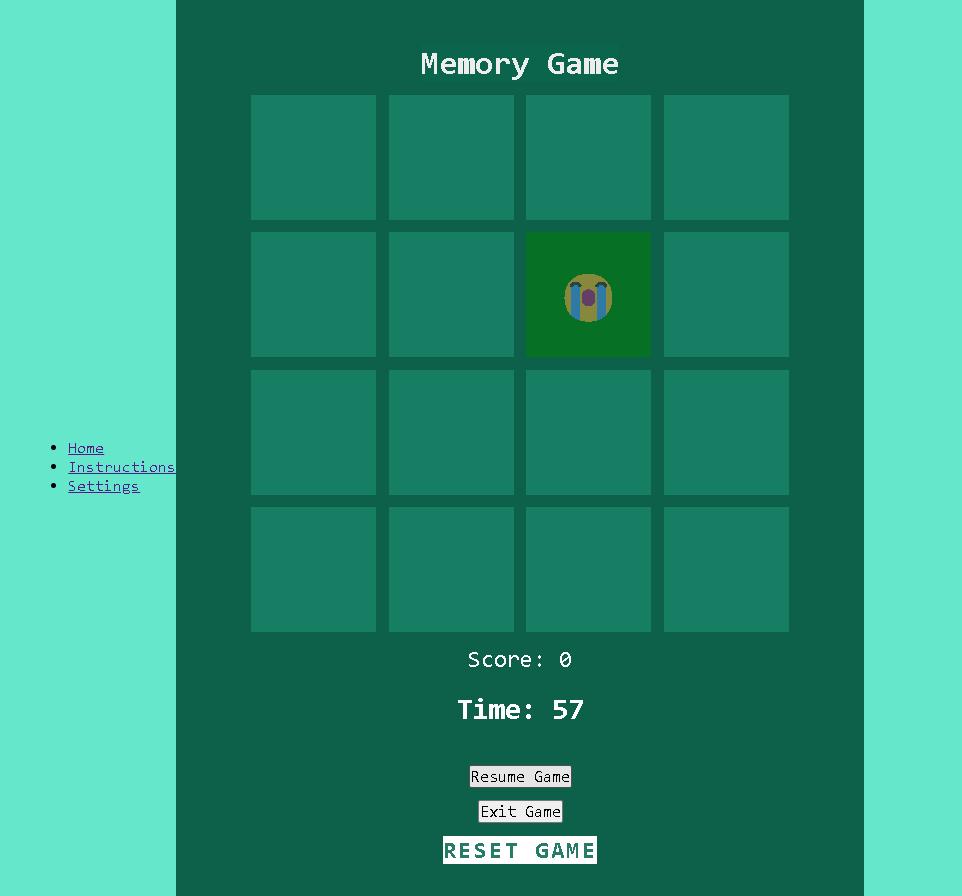 Memory Game
Home
Instructions
Settings
Score: 0
Time: 57
Resume Game
Exit Game
RESET GAME